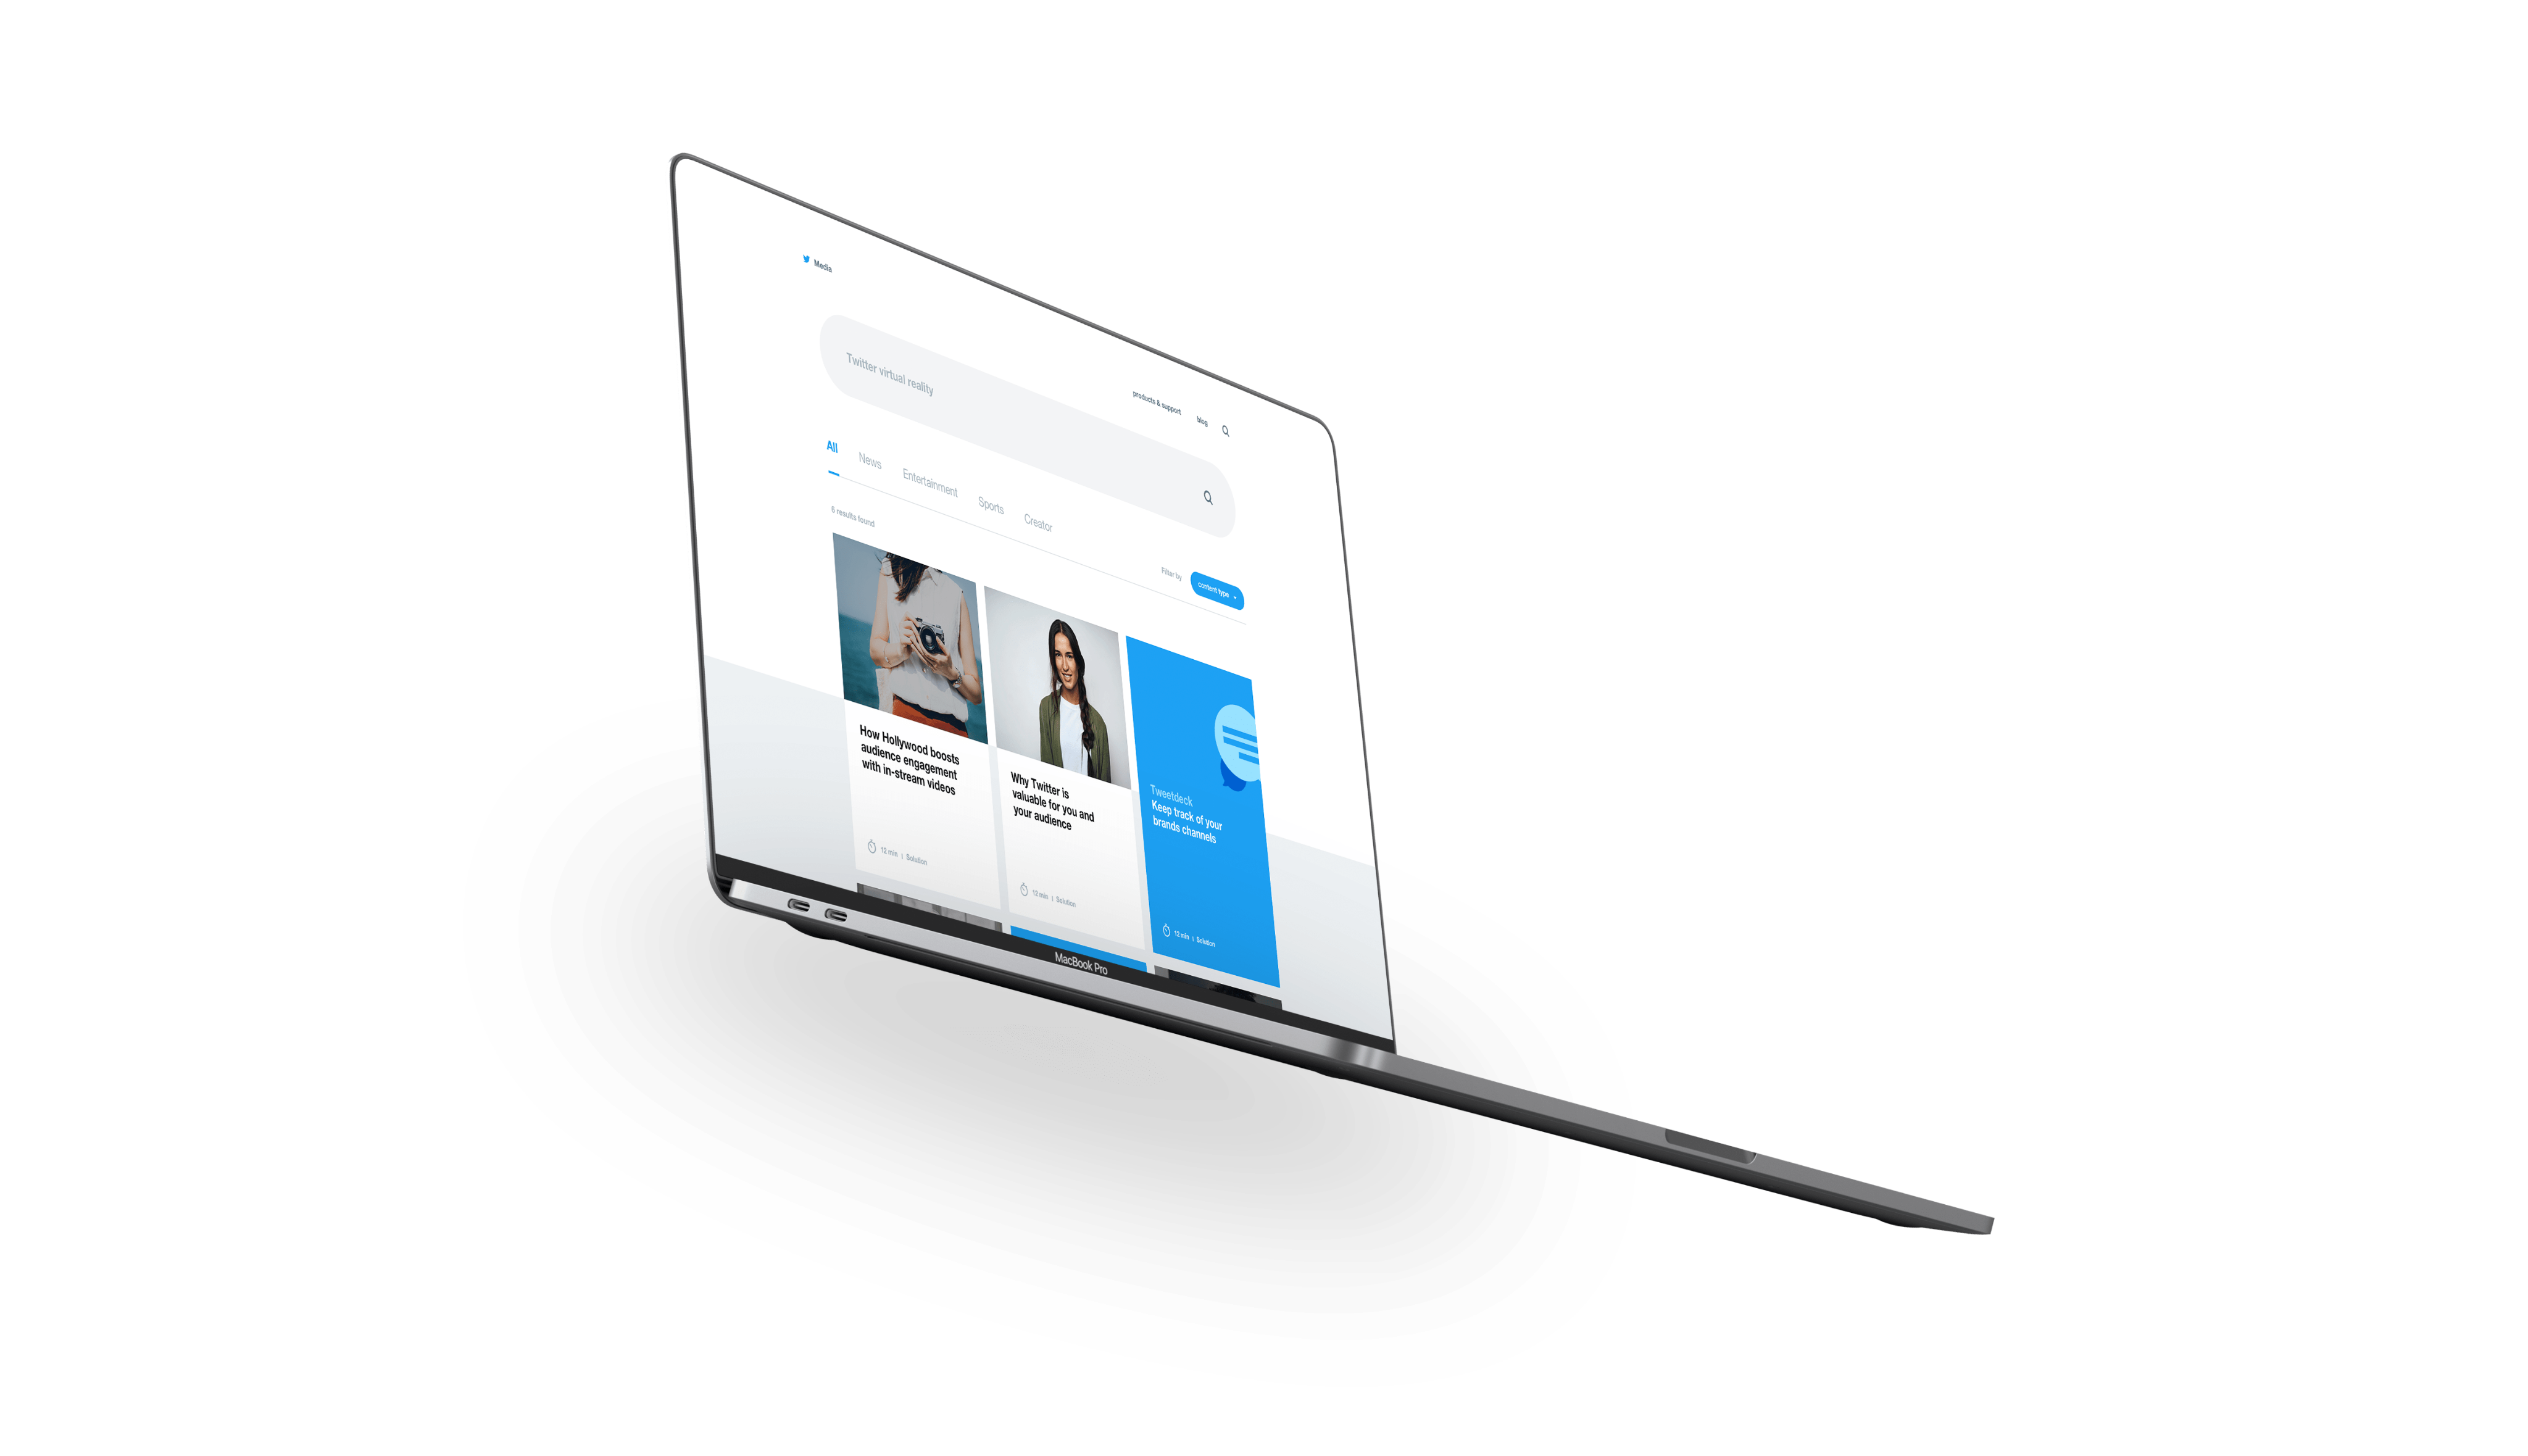 Media
products & support
blog
Twitter virtual reality
All
News
Entertainment
Sports
Creator
6 results found
Filter by
content type
How Hollywood boosts
audience engagement
with in-stream videos
12 min | Solution
Why Twitter is
valuable for you and
your audience
12 min | Solution
Tweetdeck
Keep track of your
brands channels
12 min | Solution
MacBook Pro